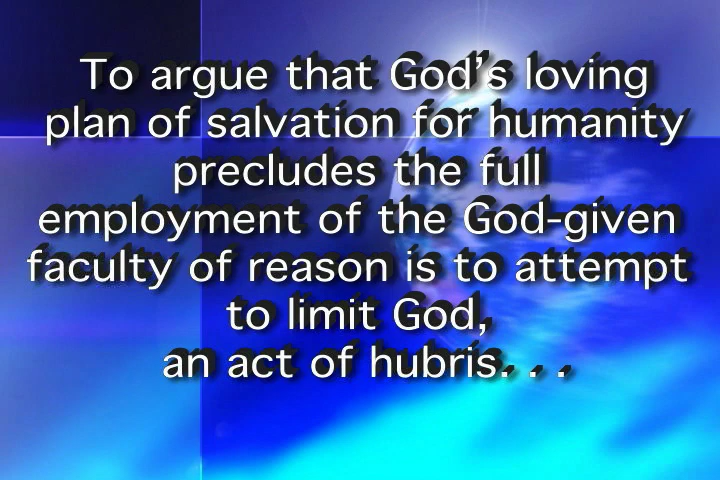 To argue that God's loving
plan of salvation for humanity
precludes the full
employment of the God-given
faculty of reason is to attempt
to limit God,
an act of hubris. . .